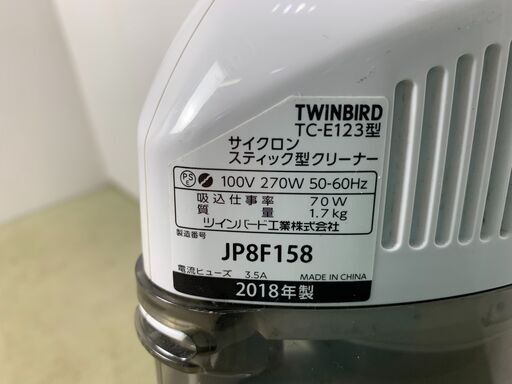 TWINBIRD
TC-E123型
サイクロン
スティック型クリーナー
PS E 100V 270W 50-60Hz
吸込仕事率 70W
質量 1.7kg
ツインバード工業株式会社
製造番号
JP8F158
電流ヒューズ 3.5A MADE IN CHINA
2018年製